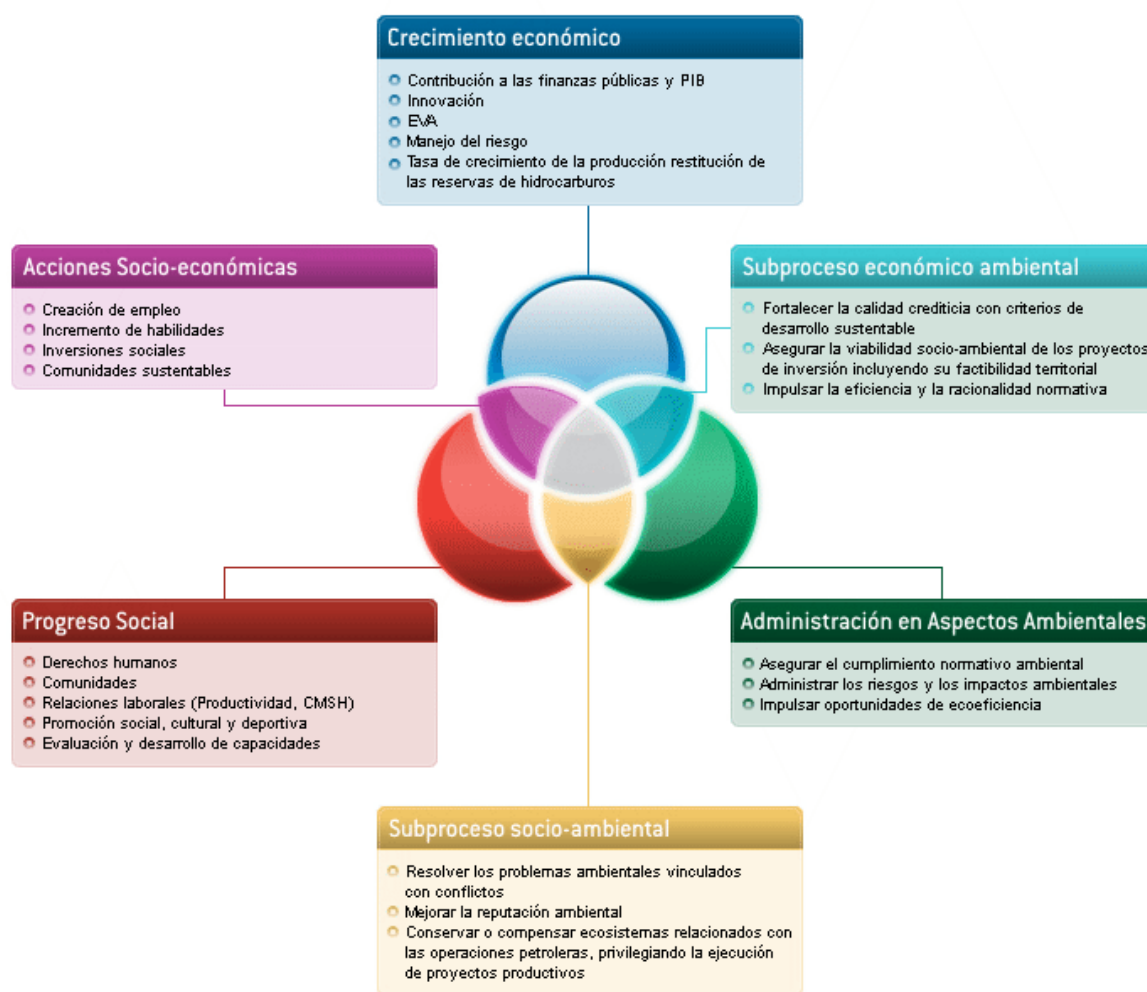 Crecimiento económico
Contribución a las finanzas públicas y PIB
Innovación
EVA
Manejo del riesgo
Tasa de crecimiento de la producción restitución de
las reservas de hidrocarburos
Acciones Socio-económicas
Creación de empleo
Incremento de habilidades
Inversiones sociales
Comunidades sustentables
Subproceso económico ambiental
Fortalecer la calidad crediticia con criterios de
desarrollo sustentable
Asegurar la viabilidad socio-ambiental de los proyectos
de inversión incluyendo su factibilidad territorial
Impulsar la eficiencia y la racionalidad normativa
Progreso Social
Derechos humanos
Comunidades
Relaciones laborales (Productividad, CMSH)
Promoción social, cultural y deportiva
Evaluación y desarrollo de capacidades
Administración en Aspectos Ambientales
Asegurar el cumplimiento normativo ambiental
Administrar los riesgos y los impactos ambientales
Impulsar oportunidades de ecoeficiencia
Subproceso socio-ambiental
Resolver los problemas ambientales vinculados
con conflictos
Mejorar la reputación ambiental
Conservar o compensar ecosistemas relacionados con
las operaciones petroleras, privilegiando la ejecución
de proyectos productivos